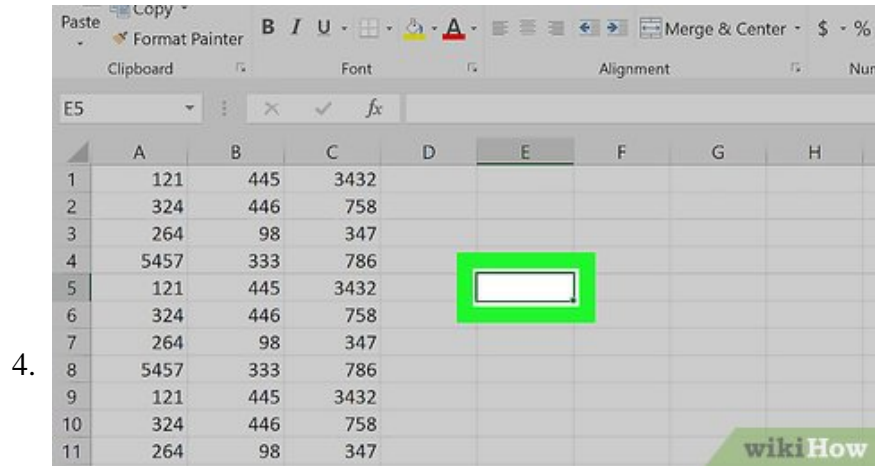 Copy
Paste
Format Painter
B I U A Merge & Center $ %
Clipboard Font Alignment
E5 fx
A B C D E F G H
1 121 445 3432
2 324 446 758
3 264 98 347
4 5457 333 786
5 121 445 3432
6 324 446 758
7 264 98 347
4.
8 5457 333 786
9 121 445 3432
10 324 446 758
11 264 98 347
wikiHow